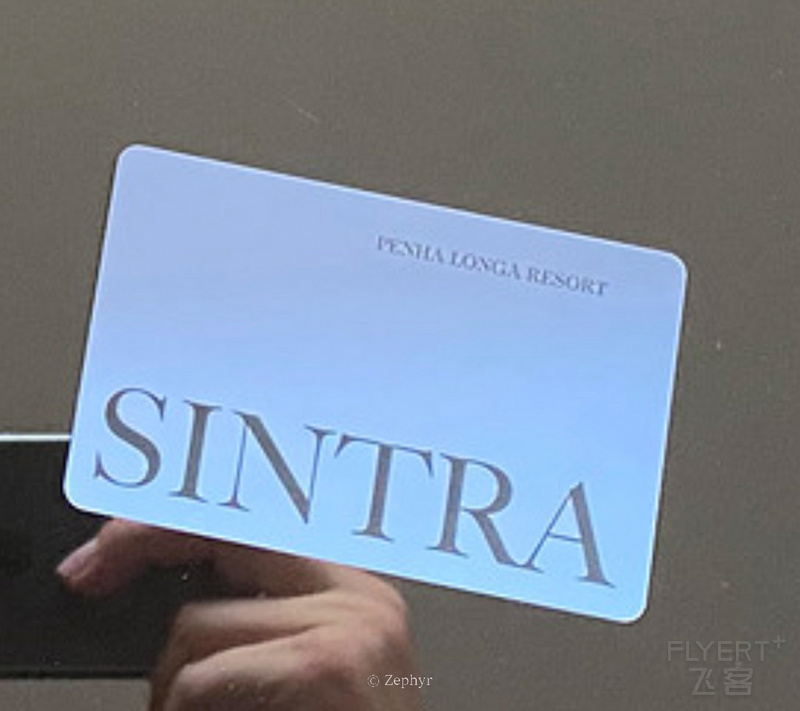 PENHA LONGA RESORT
SINTRA
FLYERT+
飞客
© Zephyr